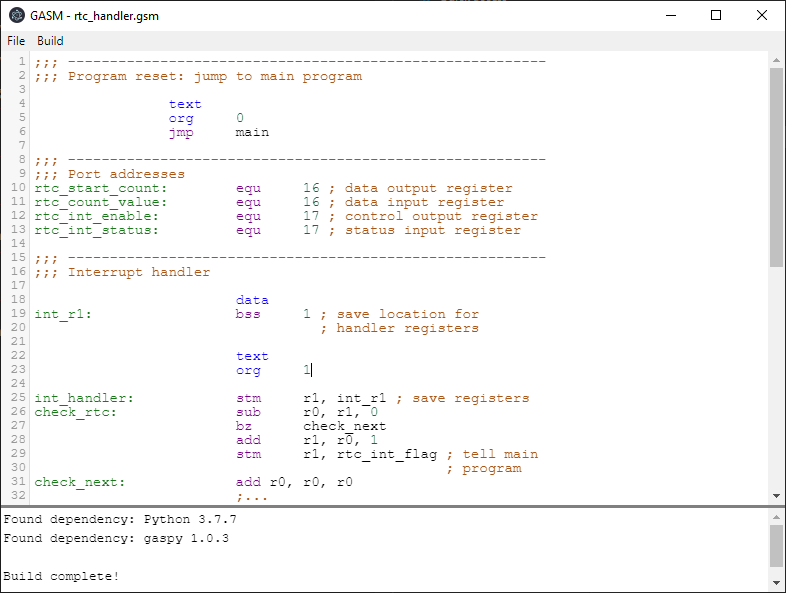 GASM - rtc_handler.gsm
File Build
1 ;;; ---------------------------------------------------------
2 ;;; Program reset: jump to main program
3
4 text
5 org 0
6 jmp main
7
8 ;;; ---------------------------------------------------------
9 ;;; Port addresses
10 rtc_start_count: equ 16 ; data output register
11 rtc_count_value: equ 16 ; data input register
12 rtc_int_enable: equ 17 ; control output register
13 rtc_int_status: equ 17 ; status input register
14
15 ;;; ---------------------------------------------------------
16 ;;; Interrupt handler
17
18 data
19 int_r1: bss 1 ; save location for
20 ; handler registers
21
22 text
23 org 1
24
25 int_handler: stm r1, int_r1 ; save registers
26 check_rtc: sub r0, r1, 0
27 bz check_next
28 add r1, r0, 1
29 stm r1, rtc_int_flag ; tell main
30 ; program
31 check_next: add r0, r0, r0
32 ;...
Found dependency: Python 3.7.7
Found dependency: gaspy 1.0.3
Build complete!